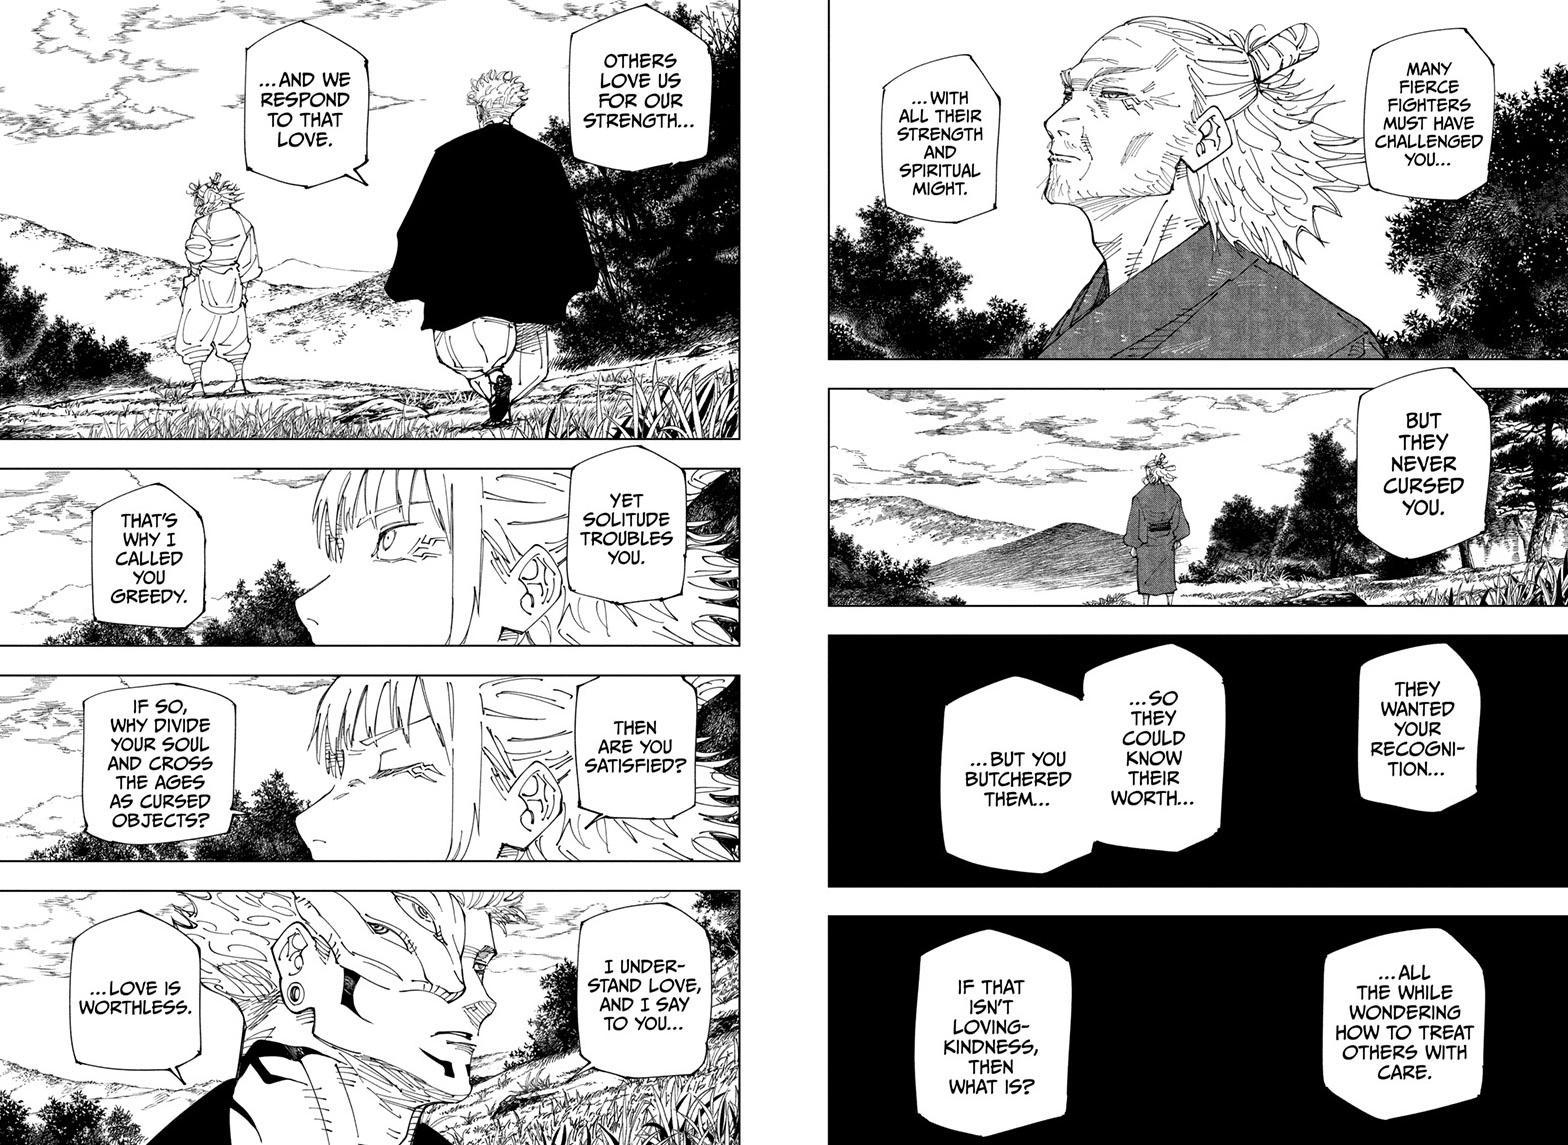 MANY
FIERCE
FIGHTERS
MUST HAVE
CHALLENGED
YOU...
...WITH
ALL THEIR
STRENGTH
AND
SPIRITUAL
MIGHT.
BUT
THEY
NEVER
CURSED
YOU.
THEY
WANTED
YOUR
RECOGNI-
TION...
...SO
THEY
COULD
KNOW
THEIR
WORTH...
...BUT YOU
BUTCHERED
THEM...
...ALL
THE WHILE
WONDERING
HOW TO TREAT
OTHERS WITH
CARE.
IF THAT
ISN'T
LOVING-
KINDNESS,
THEN
WHAT IS?
OTHERS
LOVE US
FOR OUR
STRENGTH...
...AND WE
RESPOND
TO THAT
LOVE.
YET
SOLITUDE
TROUBLES
YOU.
THAT'S
WHY I
CALLED
YOU
GREEDY.
THEN
ARE YOU
SATISFIED?
IF SO,
WHY DIVIDE
YOUR SOUL
AND CROSS
THE AGES
AS CURSED
OBJECTS?
I UNDER-
STAND LOVE,
AND I SAY
TO YOU...
...LOVE IS
WORTHLESS.